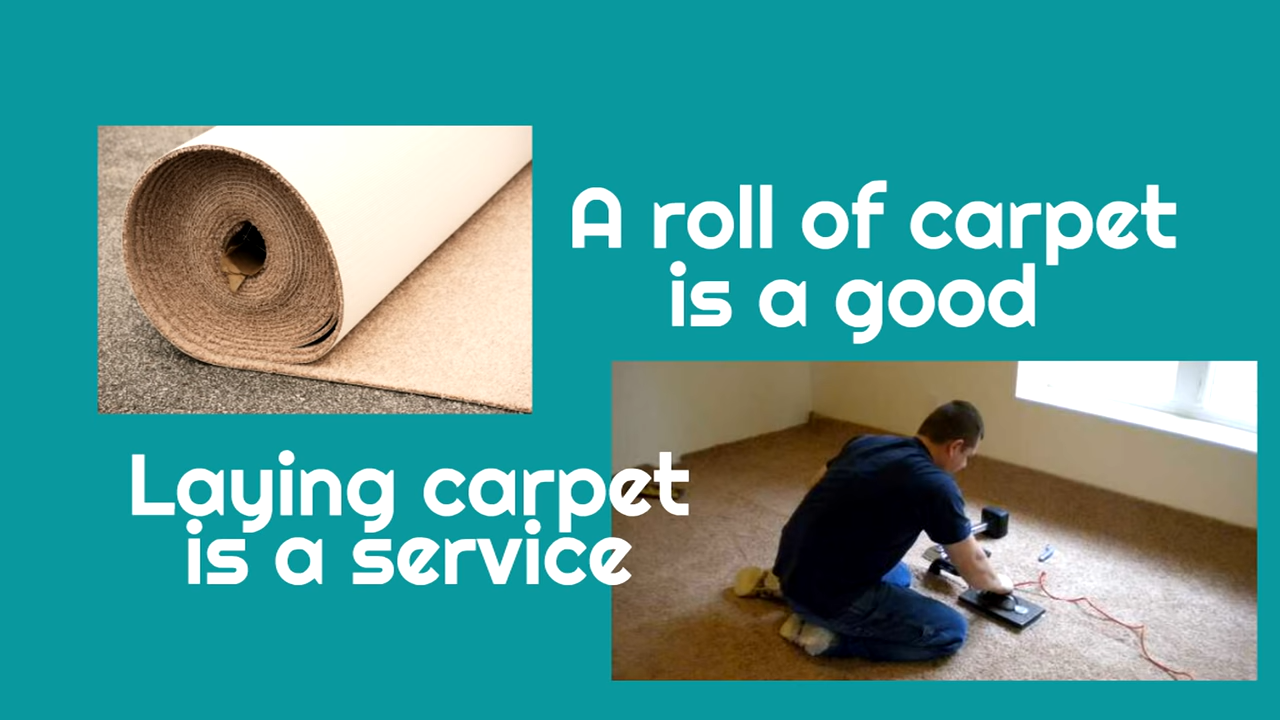 A roll of carpet
is a good
Laying carpet
is a service